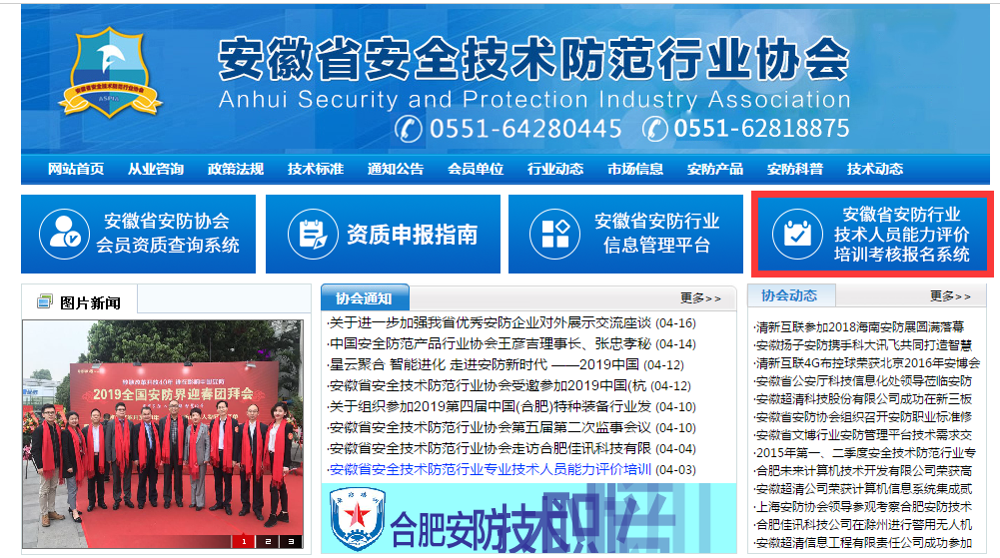 安徽省安全技术防范行业协会
安徽省安全技术防范行业协会
Anhui Security and Protection Industry Association
0551-64280445 0551-62818875
网站首页 从业咨询 政策法规 技术标准 通知公告 会员单位 行业动态 市场信息 安防产品 安防科普 技术动态
安徽省安防协会
会员资质查询系统
资质申报指南
安徽省安防行业
信息管理平台
安徽省安防行业
技术人员能力评价
培训考核报名系统
图片新闻
2019全国安防界迎春团拜会
1 2 3
协会通知 更多>>
·关于进一步加强我省优秀安防企业对外展示交流座谈 (04-16)
·中国安全防范产品行业协会王彦吉理事长、张忠孝秘 (04-14)
·星云聚合 智能进化 走进安防新时代 ——2019中国 (04-12)
·安徽省安全技术防范行业协会受邀参加2019中国(杭 (04-12)
·关于组织参加2019第四届中国(合肥)特种装备行业发 (04-10)
·安徽省安全技术防范行业协会第五届第二次监事会议 (04-10)
·安徽省安全技术防范行业协会走访合肥佳讯科技有限 (04-04)
·安徽省安全技术防范行业专业技术人员能力评价培训 (04-03)
安防培训
合肥安防技术职
协会动态 更多>>
·清新互联参加2018海南安防展圆满落幕
·安徽扬子安防携手科大讯飞共同打造智慧
·清新互联4G布控球荣获北京2016年安博会
·安徽省公安厅科技信息化处领导莅临安防
·安徽超清科技股份有限公司成功在新三板
·安徽省安防协会组织召开安防职业标准修
·安徽省文博行业安防管理平台技术需求交
·2015年第一、二季度安全技术防范行业专
·合肥未来计算机技术开发有限公司荣获高
·安徽超清公司荣获计算机信息系统集成贰
·上海安防协会领导参观考察合肥安防技术
·合肥佳讯科技公司在滁州进行警用无人机
·安徽超清信息工程有限责任公司成功参加